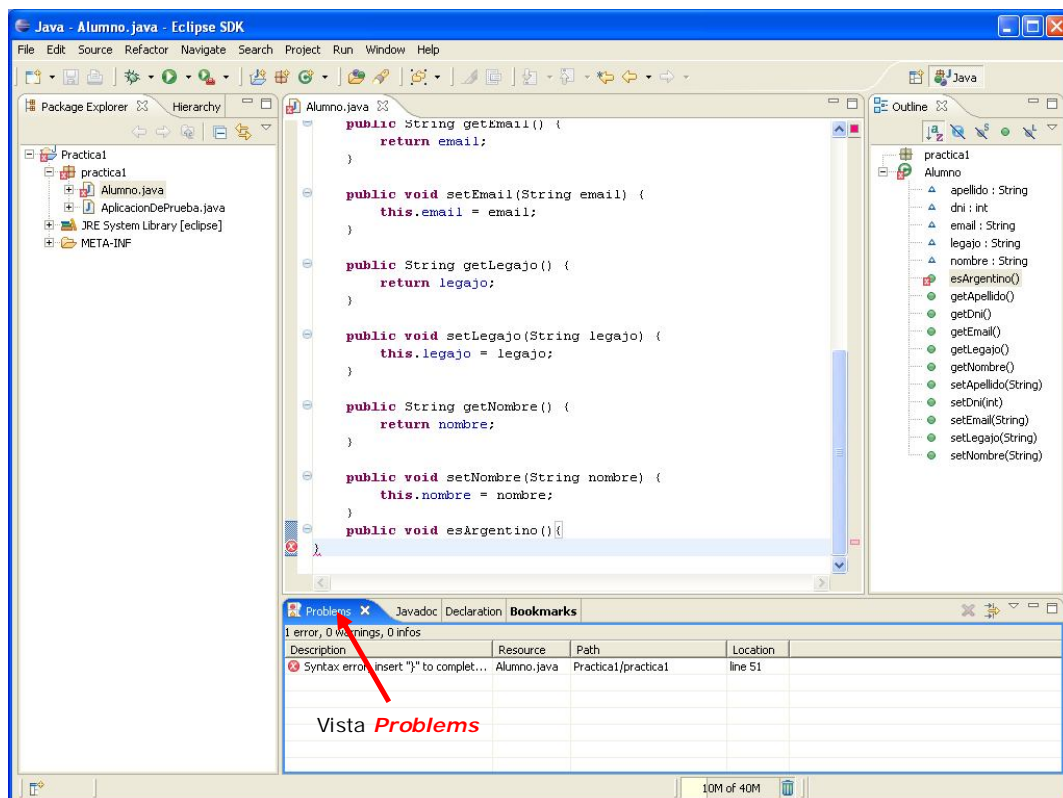 Java - Alumno.java - Eclipse SDK
File Edit Source Refactor Navigate Search Project Run Window Help
Java
Package Explorer Hierarchy
Practica1
practica1
Alumno.java
AplicacionDePrueba.java
JRE System Library [eclipse]
META-INF
Alumno.java
public String getEmail() {
return email;
}
public void setEmail(String email) {
this.email = email;
}
public String getLegajo() {
return legajo;
}
public void setLegajo(String legajo) {
this.legajo = legajo;
}
public String getNombre() {
return nombre;
}
public void setNombre(String nombre) {
this.nombre = nombre;
}
public void esArgentino(){
}
Outline
practica1
Alumno
apellido : String
dni : int
email : String
legajo : String
nombre : String
esArgentino()
getApellido()
getDni()
getEmail()
getLegajo()
getNombre()
setApellido(String)
setDni(int)
setEmail(String)
setLegajo(String)
setNombre(String)
Problems Javadoc Declaration Bookmarks
1 error, 0 warnings, 0 infos
Description Resource Path Location
Syntax error, insert "}" to complet... Alumno.java Practica1/practica1 line 51
Vista Problems
10M of 40M